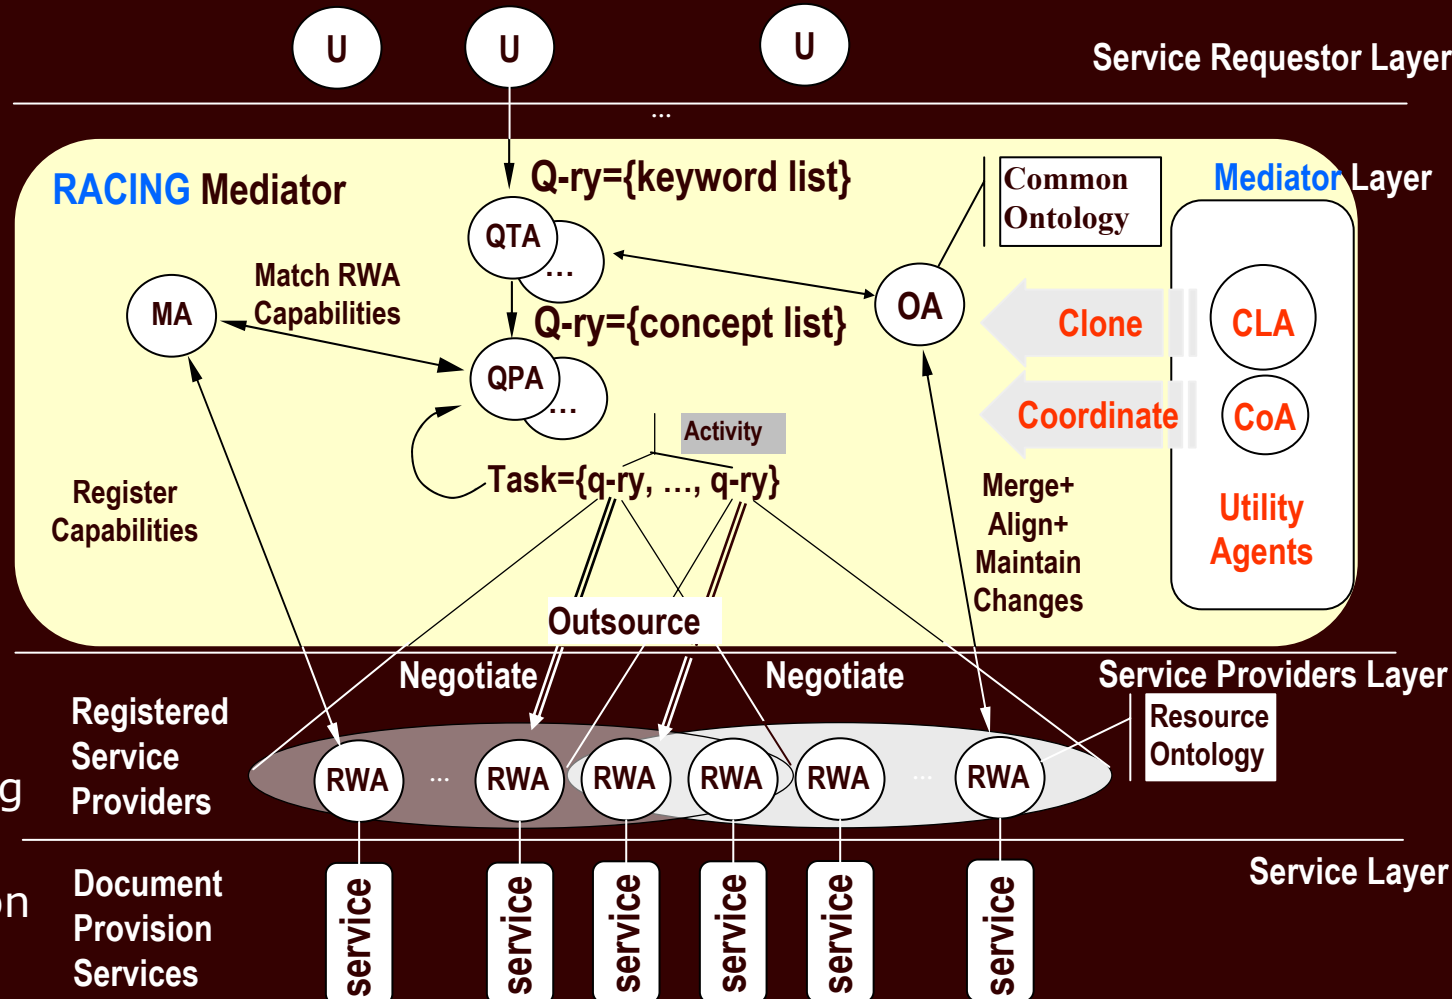 U
U
U
Service Requestor Layer
...
RACING Mediator
Q-ry={keyword list}
Common
Ontology
Mediator Layer
QTA
...
Match RWA
Capabilities
MA
OA
Clone
CLA
Q-ry={concept list}
QPA
...
Coordinate
CoA
Activity
Task={q-ry, ..., q-ry}
Register
Capabilities
Merge+
Align+
Maintain
Changes
Utility
Agents
Outsource
Negotiate
Negotiate
Service Providers Layer
Registered
Service
Providers
g
Resource
Ontology
RWA
...
RWA
RWA
RWA
RWA
...
RWA
Service Layer
on
Document
Provision
Services
service
service
service
service
service
service